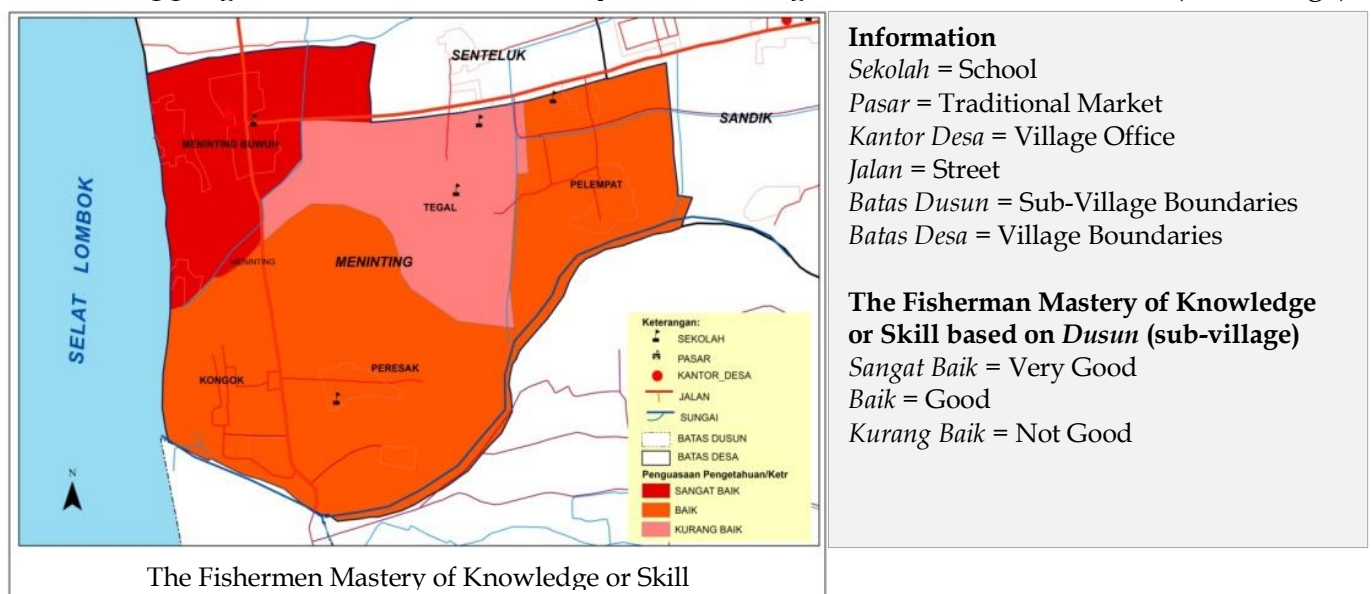 SENTELUK
SANDIK
MENINTING BUWUH
PELEMPAT
TEGAL
SELAT LOMBOK
MENINTING
MENINTING
PERESAK
KONGOK
N
Keterangan:
SEKOLAH
PASAR
KANTOR_DESA
JALAN
SUNGAI
BATAS DUSUN
BATAS DESA
Penguasaan Pengetahuan/Ketr
SANGAT BAIK
BAIK
KURANG BAIK
The Fishermen Mastery of Knowledge or Skill
Information
Sekolah = School
Pasar = Traditional Market
Kantor Desa = Village Office
Jalan = Street
Batas Dusun = Sub-Village Boundaries
Batas Desa = Village Boundaries
The Fisherman Mastery of Knowledge
or Skill based on Dusun (sub-village)
Sangat Baik = Very Good
Baik = Good
Kurang Baik = Not Good